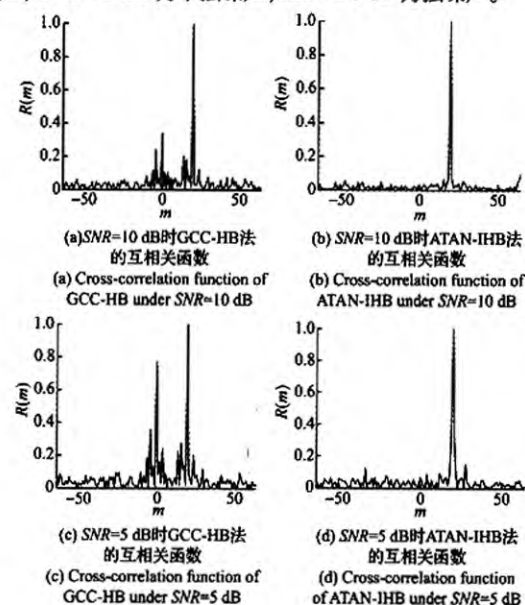 1.0
0.8
0.6
0.4
0.2
0
R(m)
−50
0
50
m
1.0
0.8
0.6
0.4
0.2
0
R(m)
−50
0
50
m
(a)SNR=10 dB时GCC-HB法
的互相关函数
(a) Cross-correlation function of
GCC-HB under SNR=10 dB
(b) SNR=10 dB时ATAN-IHB法
的互相关函数
(b) Cross-correlation function of
ATAN-IHB under SNR=10 dB
1.0
0.8
0.6
0.4
0.2
0
R(m)
−50
0
50
m
1.0
0.8
0.6
0.4
0.2
0
R(m)
−50
0
50
m
(c) SNR=5 dB时GCC-HB法
的互相关函数
(c) Cross-correlation function of
GCC-HB under SNR=5 dB
(d) SNR=5 dB时ATAN-IHB法
的互相关函数
(d) Cross-correlation function
of ATAN-IHB under SNR=5 dB